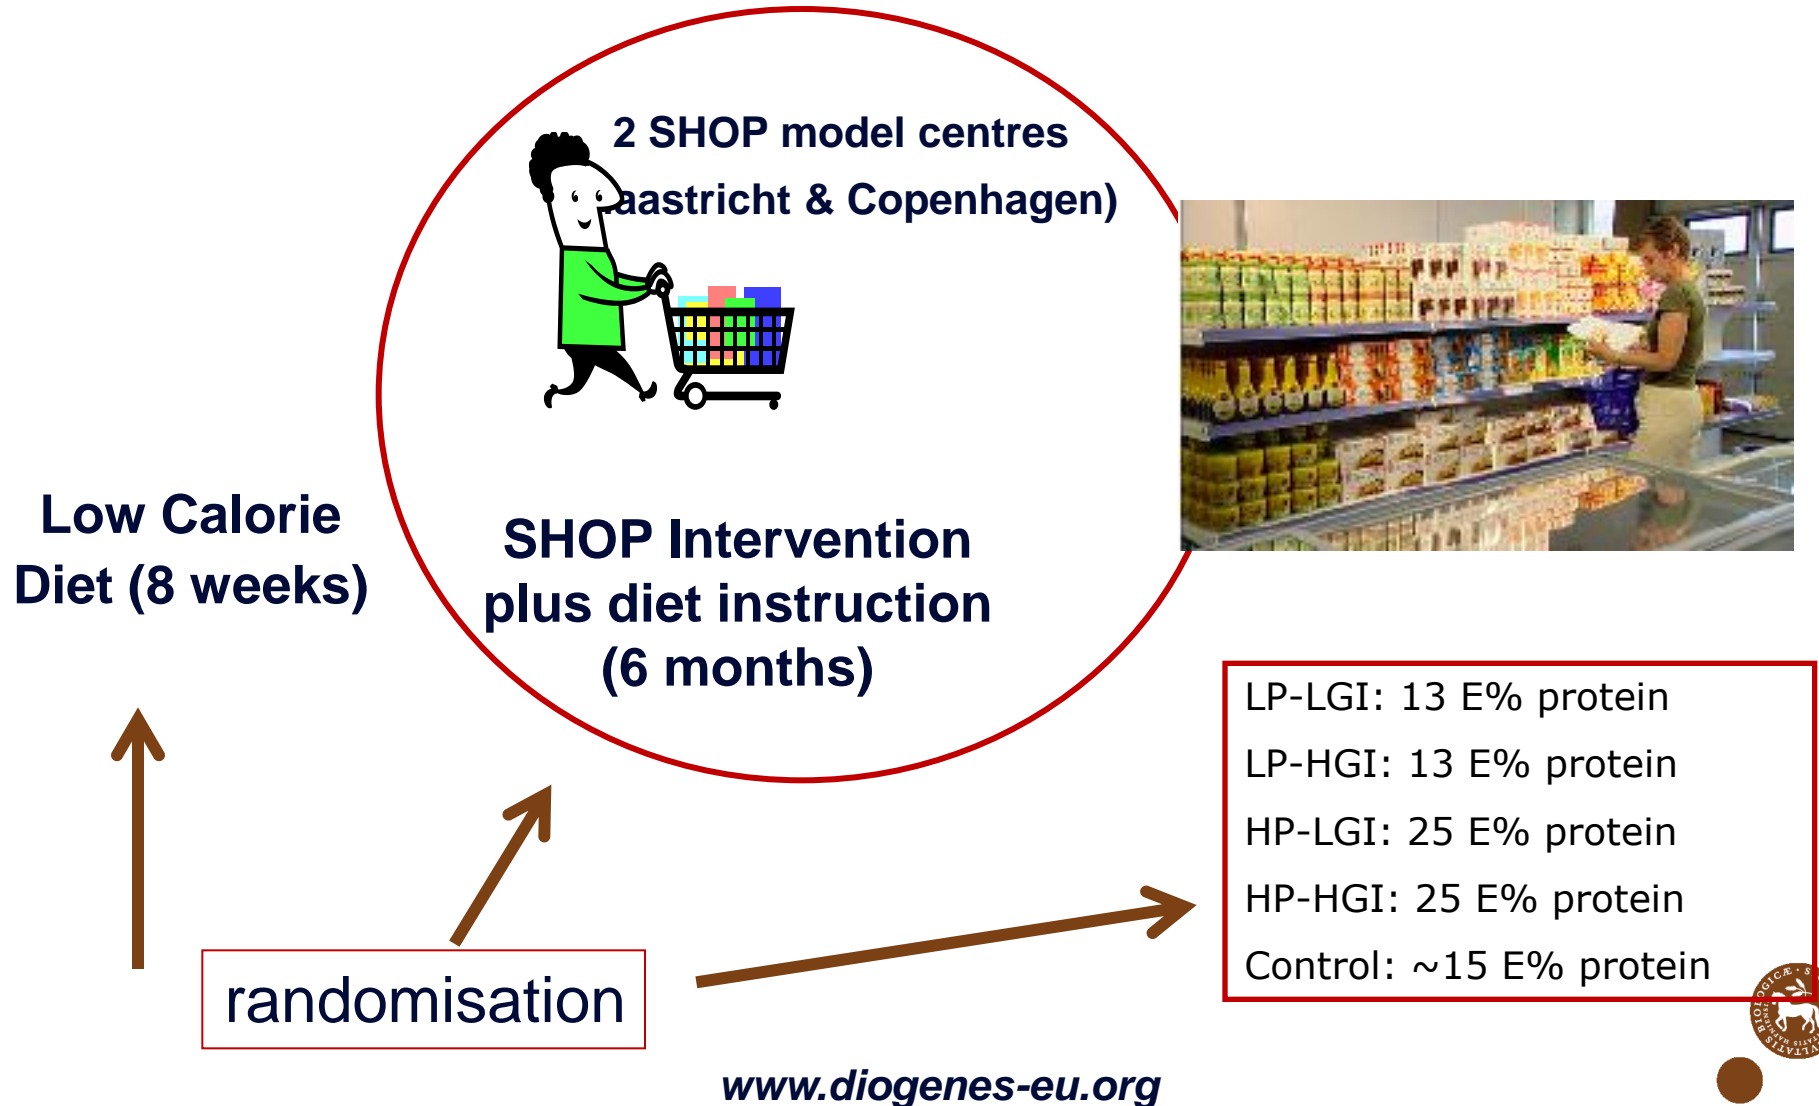 2 SHOP model centres
aastricht & Copenhagen)
Low Calorie
Diet (8 weeks)
SHOP Intervention
plus diet instruction
(6 months)
LP-LGI: 13 E% protein
LP-HGI: 13 E% protein
HP-LGI: 25 E% protein
HP-HGI: 25 E% protein
Control: ~15 E% protein
randomisation
www.diogenes-eu.org